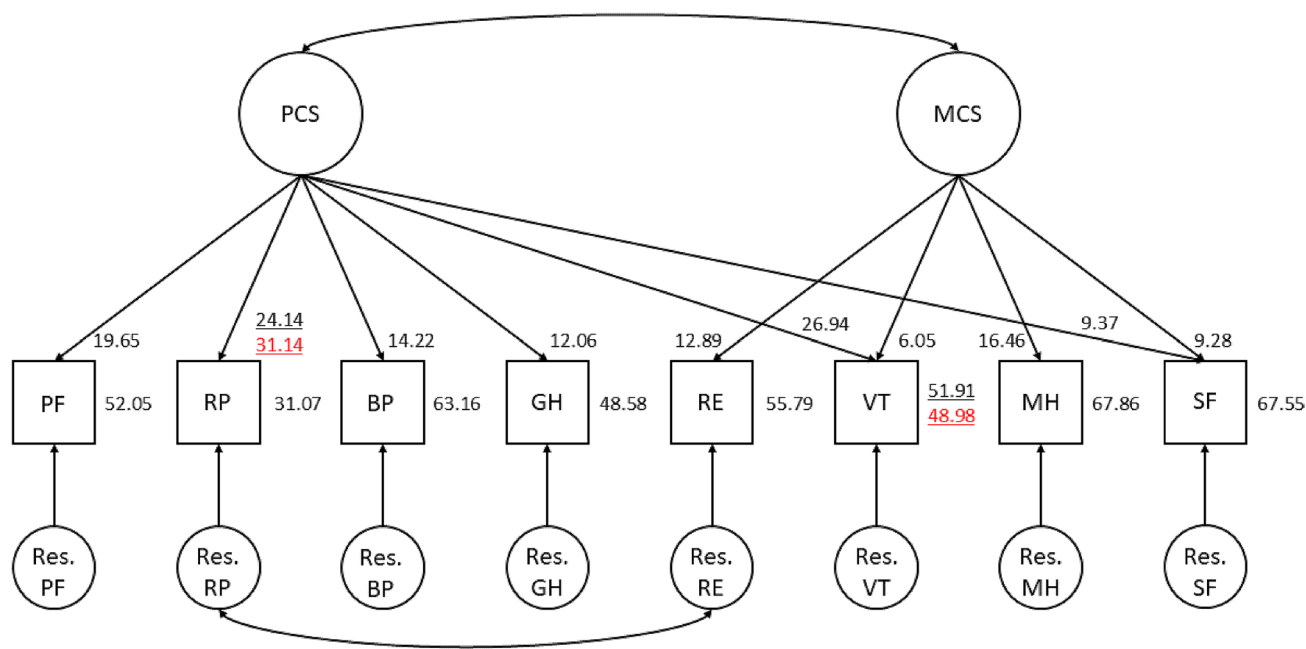 PCS
MCS
19.65
24.14
31.14
14.22
12.06
12.89
26.94
6.05
16.46
9.37
9.28
PF
52.05
RP
31.07
BP
63.16
GH
48.58
RE
55.79
VT
51.91
48.98
MH
67.86
SF
67.55
Res.
PF
Res.
RP
Res.
BP
Res.
GH
Res.
RE
Res.
VT
Res.
MH
Res.
SF